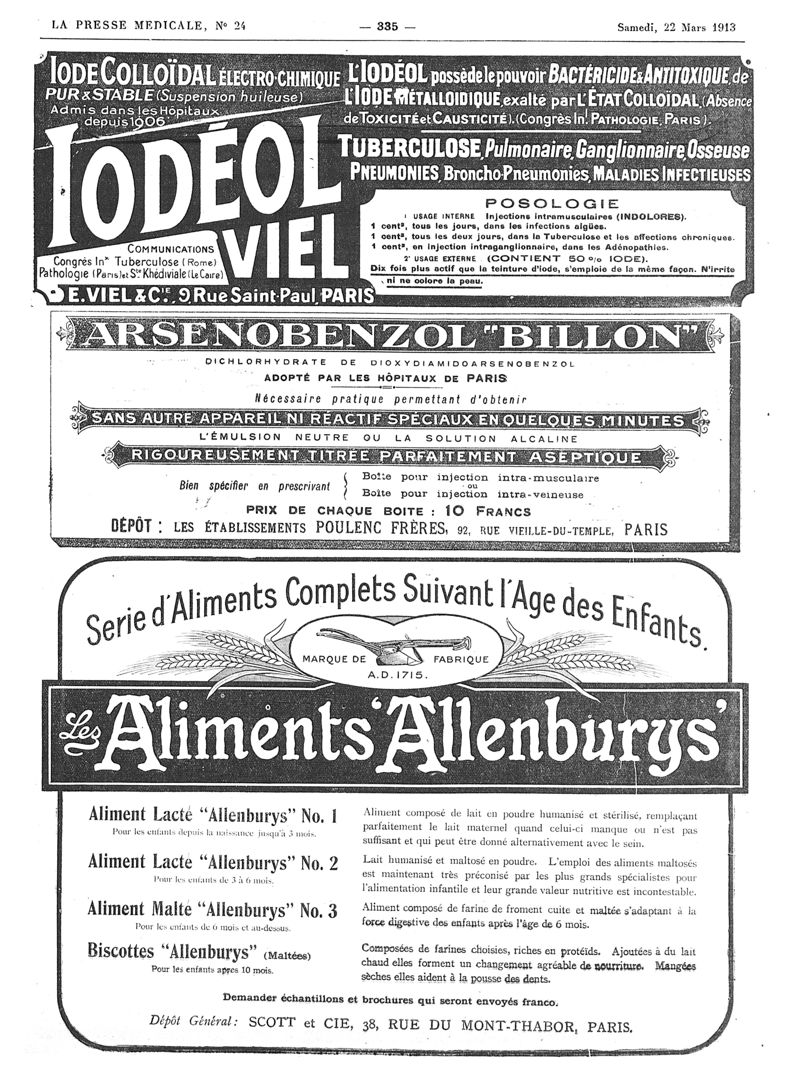 LA PRESSE MEDICALE, N° 24 — 335 — Samedi, 22 Mars 1913
IODE COLLOÏDAL ÉLECTRO-CHIMIQUE
PUR & STABLE (Suspension huileuse)
Admis dans les Hôpitaux
depuis 1906
IODÉOL
VIEL
COMMUNICATIONS
Congrès Inx Tuberculose (Rome)
Pathologie (Paris) et Sté Khédiviale (Le Caire)
E. VIEL & CIE, 9 Rue Saint-Paul, PARIS
L'IODÉOL possède le pouvoir BACTÉRICIDE & ANTITOXIQUE de
L'IODE MÉTALLOIDIQUE exalté par L'ÉTAT COLLOÏDAL, (Absence
de TOXICITÉ et CAUSTICITÉ). (Congrès Inl. PATHOLOGIE, PARIS).
TUBERCULOSE, Pulmonaire, Ganglionnaire, Osseuse
PNEUMONIES, Broncho-Pneumonies, MALADIES INFECTIEUSES
POSOLOGIE
1 USAGE INTERNE Injections intramusculaires (INDOLORES).
1 centc, tous les jours, dans les infections aigües.
1 centc, tous les deux jours, dans la Tuberculose et les affections chroniques.
1 centc, en injection intraganglionnaire, dans les Adénopathies.
2° USAGE EXTERNE (CONTIENT 50 % IODE).
Dix fois plus actif que la teinture d'iode, s'emploie de la même façon. N'irrite
ni ne colore la peau.
ARSENOBENZOL "BILLON"
DICHLORHYDRATE DE DIOXYDIAMIDOARSENOBENZOL
ADOPTÉ PAR LES HÔPITAUX DE PARIS
Nécessaire pratique permettant d'obtenir
SANS AUTRE APPAREIL NI RÉACTIF SPÉCIAUX EN QUELQUES MINUTES
L'ÉMULSION NEUTRE OU LA SOLUTION ALCALINE
RIGOUREUSEMENT TITRÉE PARFAITEMENT ASEPTIQUE
Bien spécifier en prescrivant
Boîte pour injection intra-musculaire
ou
Boîte pour injection intra-veineuse
PRIX DE CHAQUE BOITE : 10 FRANCS
DÉPÔT : LES ÉTABLISSEMENTS POULENC FRÈRES, 92, RUE VIEILLE-DU-TEMPLE, PARIS
Serie d'Aliments Complets Suivant l'Age des Enfants.
MARQUE DE FABRIQUE
A.D. 1715.
Les Aliments 'Allenburys'
Aliment Lacté "Allenburys" No. 1
Pour les enfants depuis la naissance jusqu'à 3 mois.
Aliment composé de lait en poudre humanisé et stérilisé, remplaçant
parfaitement le lait maternel quand celui-ci manque ou n'est pas
suffisant et qui peut être donné alternativement avec le sein.
Aliment Lacté "Allenburys" No. 2
Pour les enfants de 3 à 6 mois.
Lait humanisé et maltosé en poudre. L'emploi des aliments maltosés
est maintenant très préconisé par les plus grands spécialistes pour
l'alimentation infantile et leur grande valeur nutritive est incontestable.
Aliment Malté "Allenburys" No. 3
Pour les enfants de 6 mois et au-dessus.
Aliment composé de farine de froment cuite et maltée s'adaptant à la
force digestive des enfants après l'âge de 6 mois.
Biscottes "Allenburys" (Maltées)
Pour les enfants apres 10 mois.
Composées de farines choisies, riches en protéïds. Ajoutées à du lait
chaud elles forment un changement agréable de nourriture. Mangées
sèches elles aident à la pousse des dents.
Demander échantillons et brochures qui seront envoyés franco.
Dépôt Général: SCOTT et CIE, 38, RUE DU MONT-THABOR, PARIS.